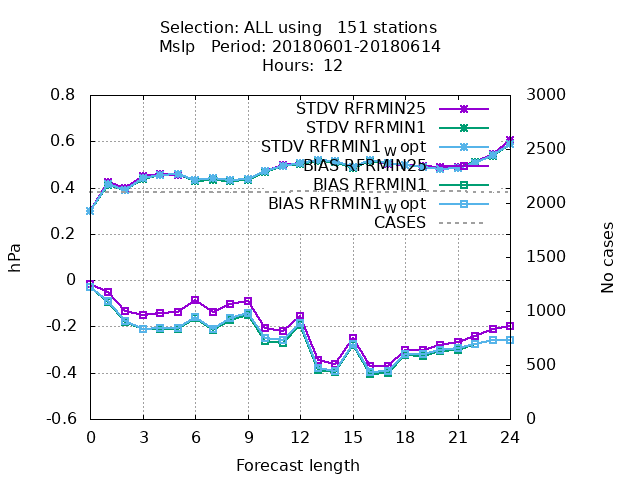 Selection: ALL using   151 stations
Mslp   Period: 20180601-20180614
Hours:  12
0.8
0.6
0.4
0.2
0
-0.2
-0.4
-0.6
hPa
3000
2500
2000
1500
1000
500
0
No cases
STDV RFRMIN25
STDV RFRMIN1
STDV RFRMIN1w opt
BIAS RFRMIN25
BIAS RFRMIN1
BIAS RFRMIN1w opt
CASES
0 3 6 9 12 15 18 21 24
Forecast length